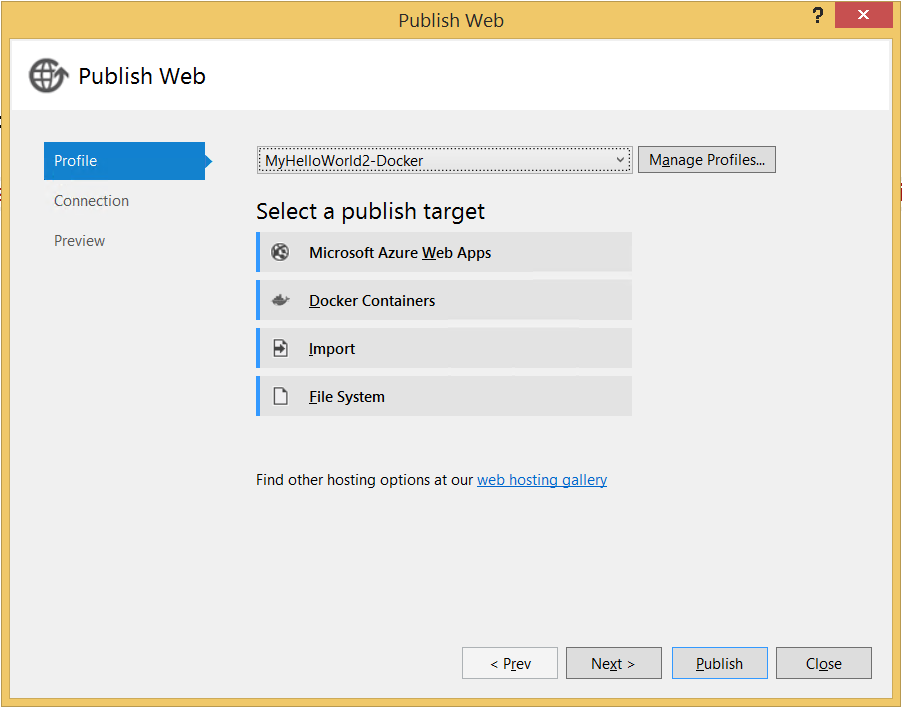 Publish Web
?
Publish Web
Profile
MyHelloWorld2-Docker
Manage Profiles...
Connection
Preview
Select a publish target
Microsoft Azure Web Apps
Docker Containers
Import
File System
Find other hosting options at our web hosting gallery
< Prev
Next >
Publish
Close